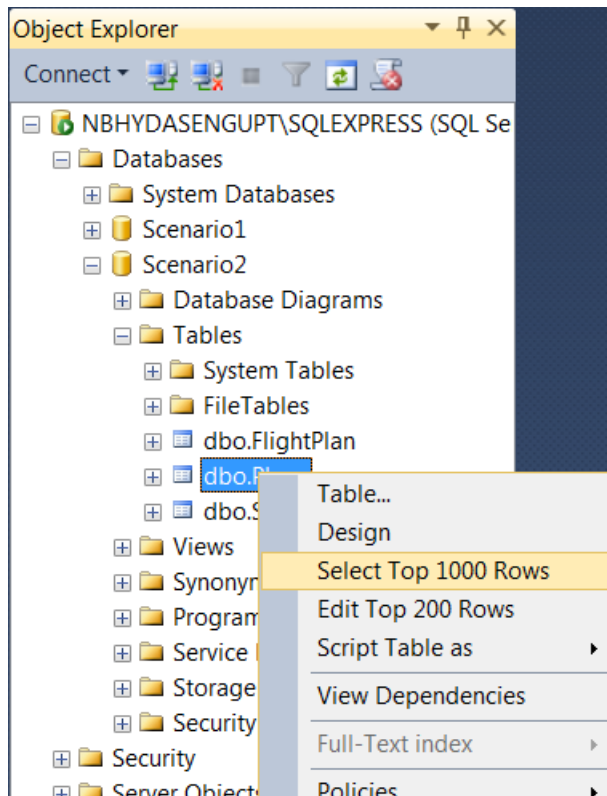 Object Explorer
Connect
NBHYDASENGUPT\SQLEXPRESS (SQL Se
Databases
System Databases
Scenario1
Scenario2
Database Diagrams
Tables
System Tables
FileTables
dbo.FlightPlan
dbo.
dbo.S
Views
Synonyr
Program
Service
Storage
Security
Security
Server Object
Table...
Design
Select Top 1000 Rows
Edit Top 200 Rows
Script Table as
View Dependencies
Full-Text index
Policies